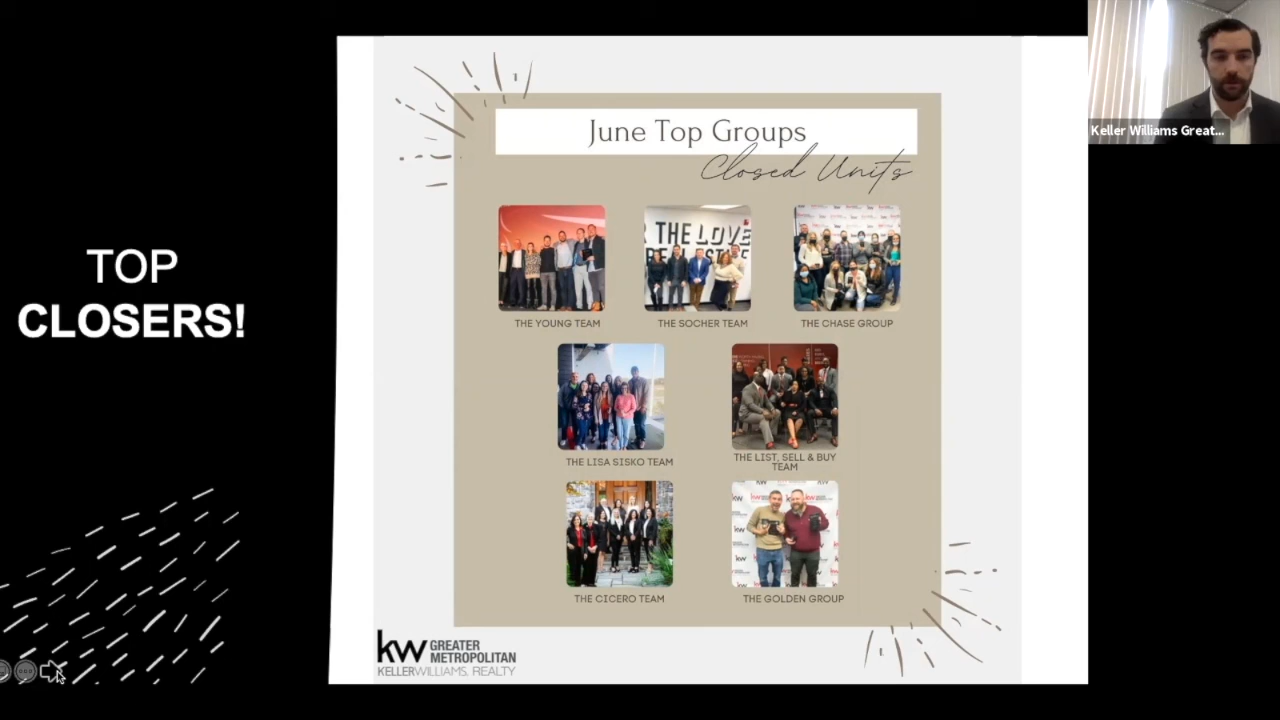 Keller Williams Great...
June Top Groups
Closed Units
TOP
CLOSERS!
THE LOVE
THE YOUNG TEAM
THE SOCHER TEAM
THE CHASE GROUP
THE LISA SISKO TEAM
THE LIST, SELL & BUY
TEAM
THE CICERO TEAM
THE GOLDEN GROUP
kw GREATER
METROPOLITAN
KELLERWILLIAMS. REALTY